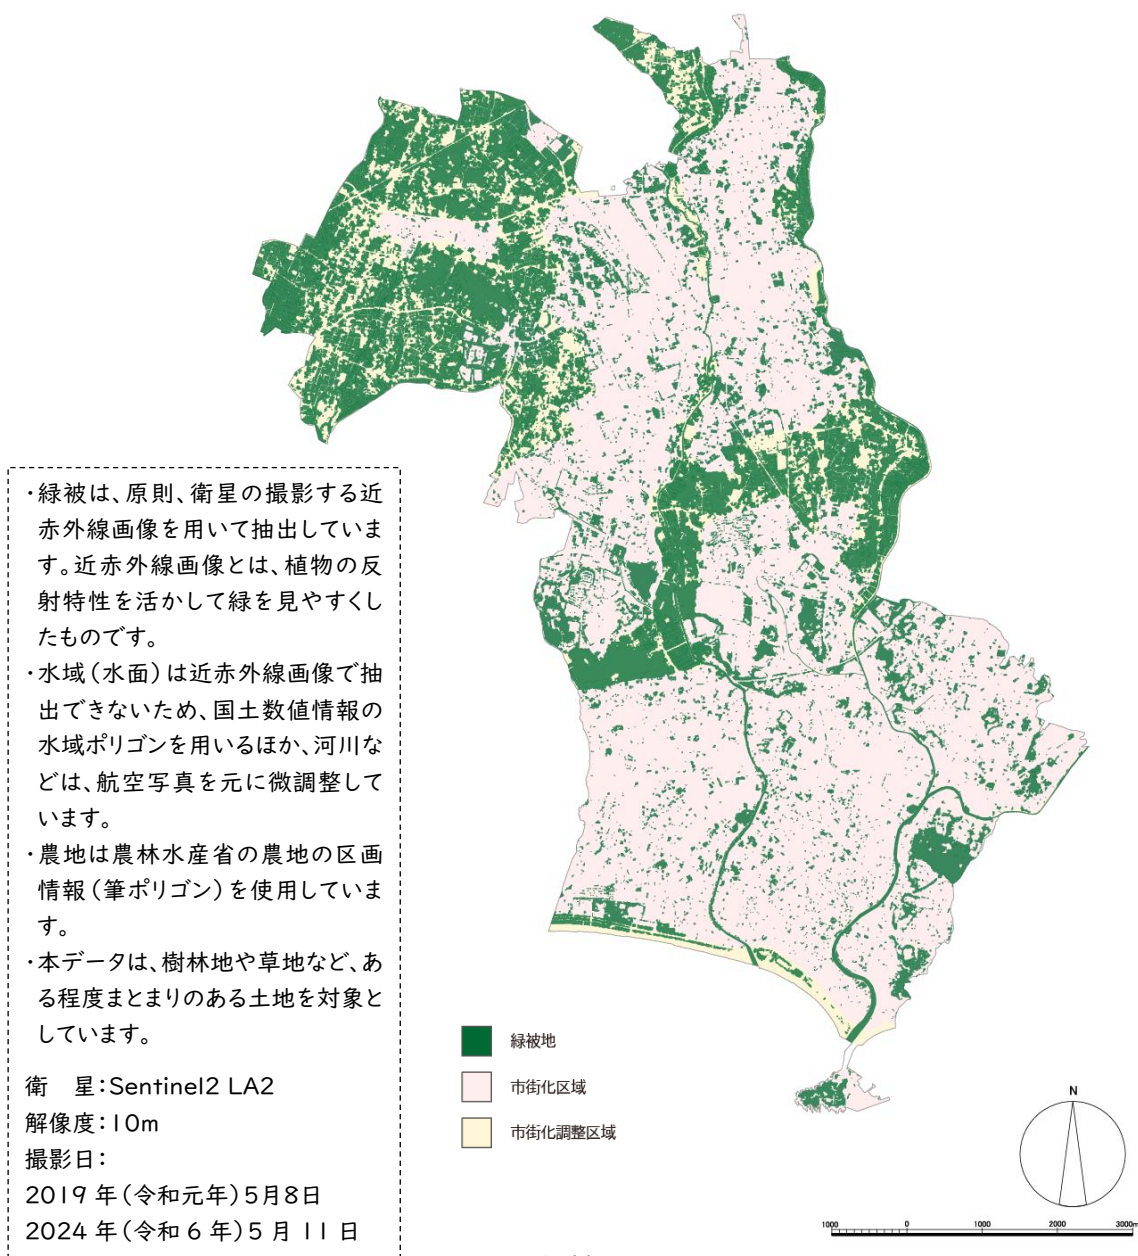 ・緑被は、原則、衛星の撮影する近
赤外線画像を用いて抽出していま
す。近赤外線画像とは、植物の反
射特性を活かして緑を見やすくし
たものです。
・水域(水面)は近赤外線画像で抽
出できないため、国土数値情報の
水域ポリゴンを用いるほか、河川な
どは、航空写真を元に微調整して
います。
・農地は農林水産省の農地の区画
情報(筆ポリゴン)を使用していま
す。
・本データは、樹林地や草地など、あ
る程度まとまりのある土地を対象と
しています。
衛 星:Sentinel2 LA2
解像度:10m
撮影日:
2019 年(令和元年)5月8日
2024 年(令和 6 年)5 月 11 日
緑被地
市街化区域
市街化調整区域
N
1000 0 1000 2000 3000m